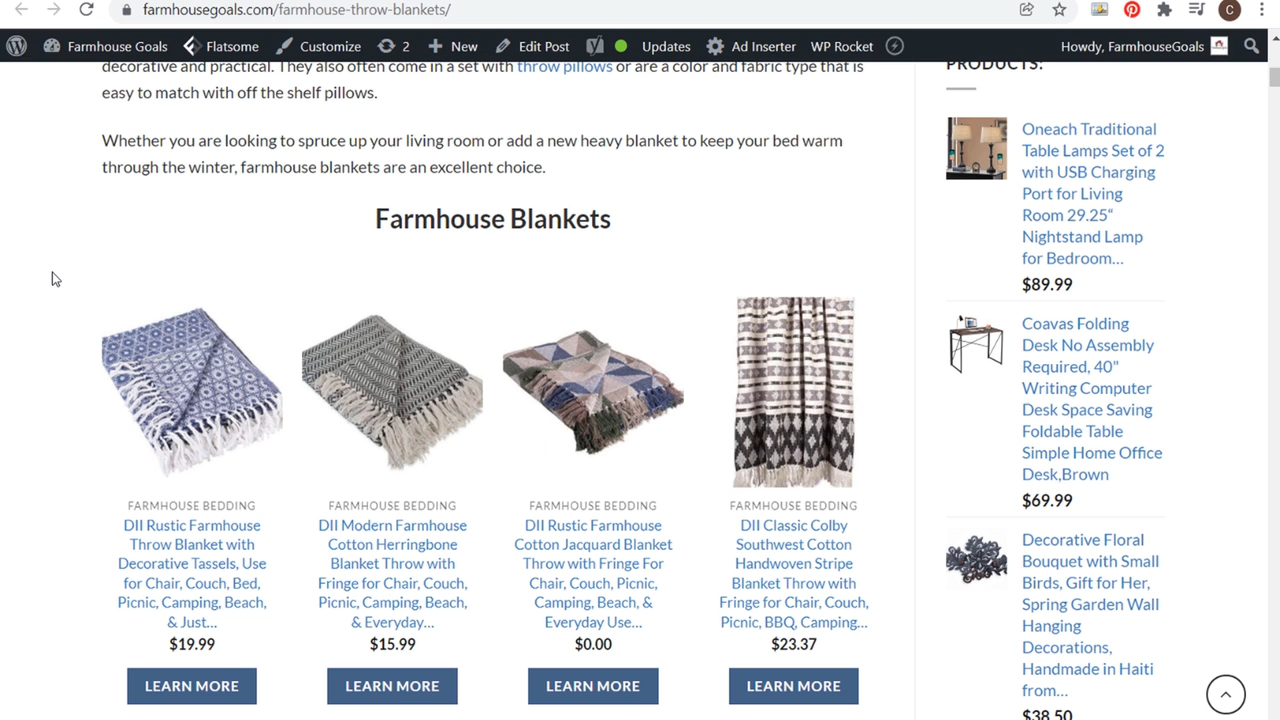 farmhousegoals.com/farmhouse-throw-blankets/
C
Farmhouse Goals
Flatsome
Customize
2
New
Edit Post
Updates
Ad Inserter
WP Rocket
Howdy, FarmhouseGoals
decorative and practical. They also often come in a set with throw pillows or are a color and fabric type that is
easy to match with off the shelf pillows.
Whether you are looking to spruce up your living room or add a new heavy blanket to keep your bed warm
through the winter, farmhouse blankets are an excellent choice.
Farmhouse Blankets
FARMHOUSE BEDDING
DII Rustic Farmhouse
Throw Blanket with
Decorative Tassels, Use
for Chair, Couch, Bed,
Picnic, Camping, Beach,
& Just...
$19.99
LEARN MORE
FARMHOUSE BEDDING
DII Modern Farmhouse
Cotton Herringbone
Blanket Throw with
Fringe for Chair, Couch,
Picnic, Camping, Beach,
& Everyday...
$15.99
LEARN MORE
FARMHOUSE BEDDING
DII Rustic Farmhouse
Cotton Jacquard Blanket
Throw with Fringe For
Chair, Couch, Picnic,
Camping, Beach, &
Everyday Use...
$0.00
LEARN MORE
FARMHOUSE BEDDING
DII Classic Colby
Southwest Cotton
Handwoven Stripe
Blanket Throw with
Fringe for Chair, Couch,
Picnic, BBQ, Camping...
$23.37
LEARN MORE
PRODUCTS:
Oneach Traditional
Table Lamps Set of 2
with USB Charging
Port for Living
Room 29.25“
Nightstand Lamp
for Bedroom...
$89.99
Coavas Folding
Desk No Assembly
Required, 40"
Writing Computer
Desk Space Saving
Foldable Table
Simple Home Office
Desk,Brown
$69.99
Decorative Floral
Bouquet with Small
Birds, Gift for Her,
Spring Garden Wall
Hanging
Decorations,
Handmade in Haiti
from...
$38.50